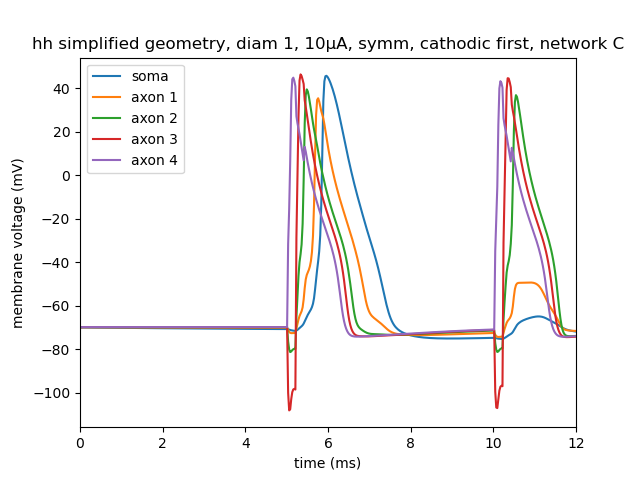 hh simplified geometry, diam 1, 10μA, symm, cathodic first, network C
soma
axon 1
axon 2
axon 3
axon 4
membrane voltage (mV)
40
20
0
−20
−40
−60
−80
−100
0 2 4 6 8 10 12
time (ms)